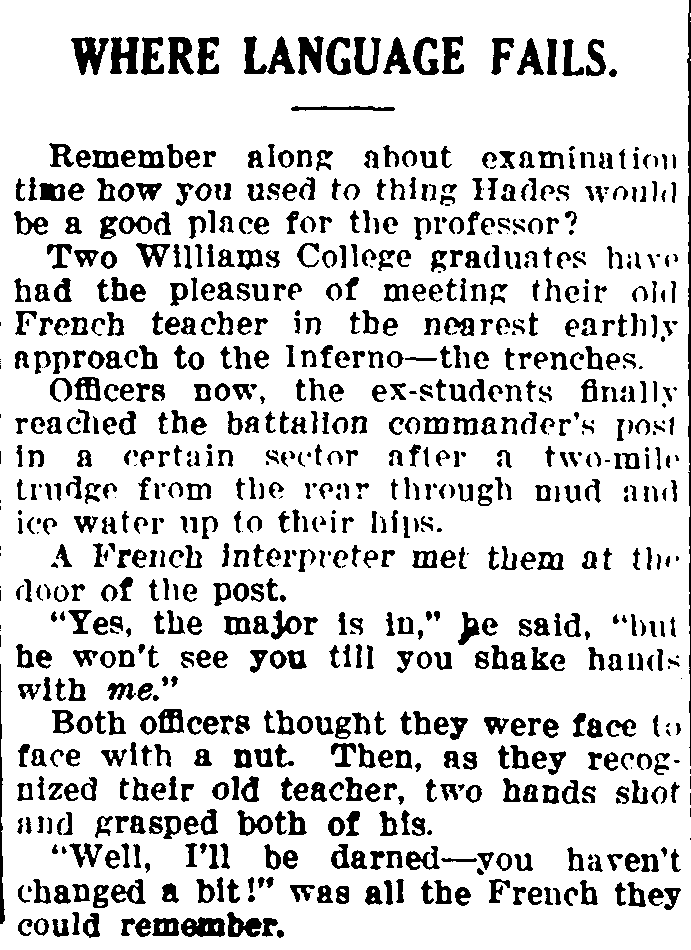 WHERE LANGUAGE FAILS.
Remember along about examination
time how you used to thing Hades would
be a good place for the professor?
Two Williams College graduates have
had the pleasure of meeting their old
French teacher in the nearest earthly
approach to the Inferno—the trenches.
Officers now, the ex-students finally
reached the battalion commander's post
in a certain sector after a two-mile
trudge from the rear through mud and
ice water up to their hips.
A French interpreter met them at the
door of the post.
"Yes, the major is in," he said, "but
he won't see you till you shake hands
with me."
Both officers thought they were face to
face with a nut. Then, as they recog-
nized their old teacher, two hands shot
and grasped both of his.
"Well, I'll be darned—you haven't
changed a bit!" was all the French they
could remember.